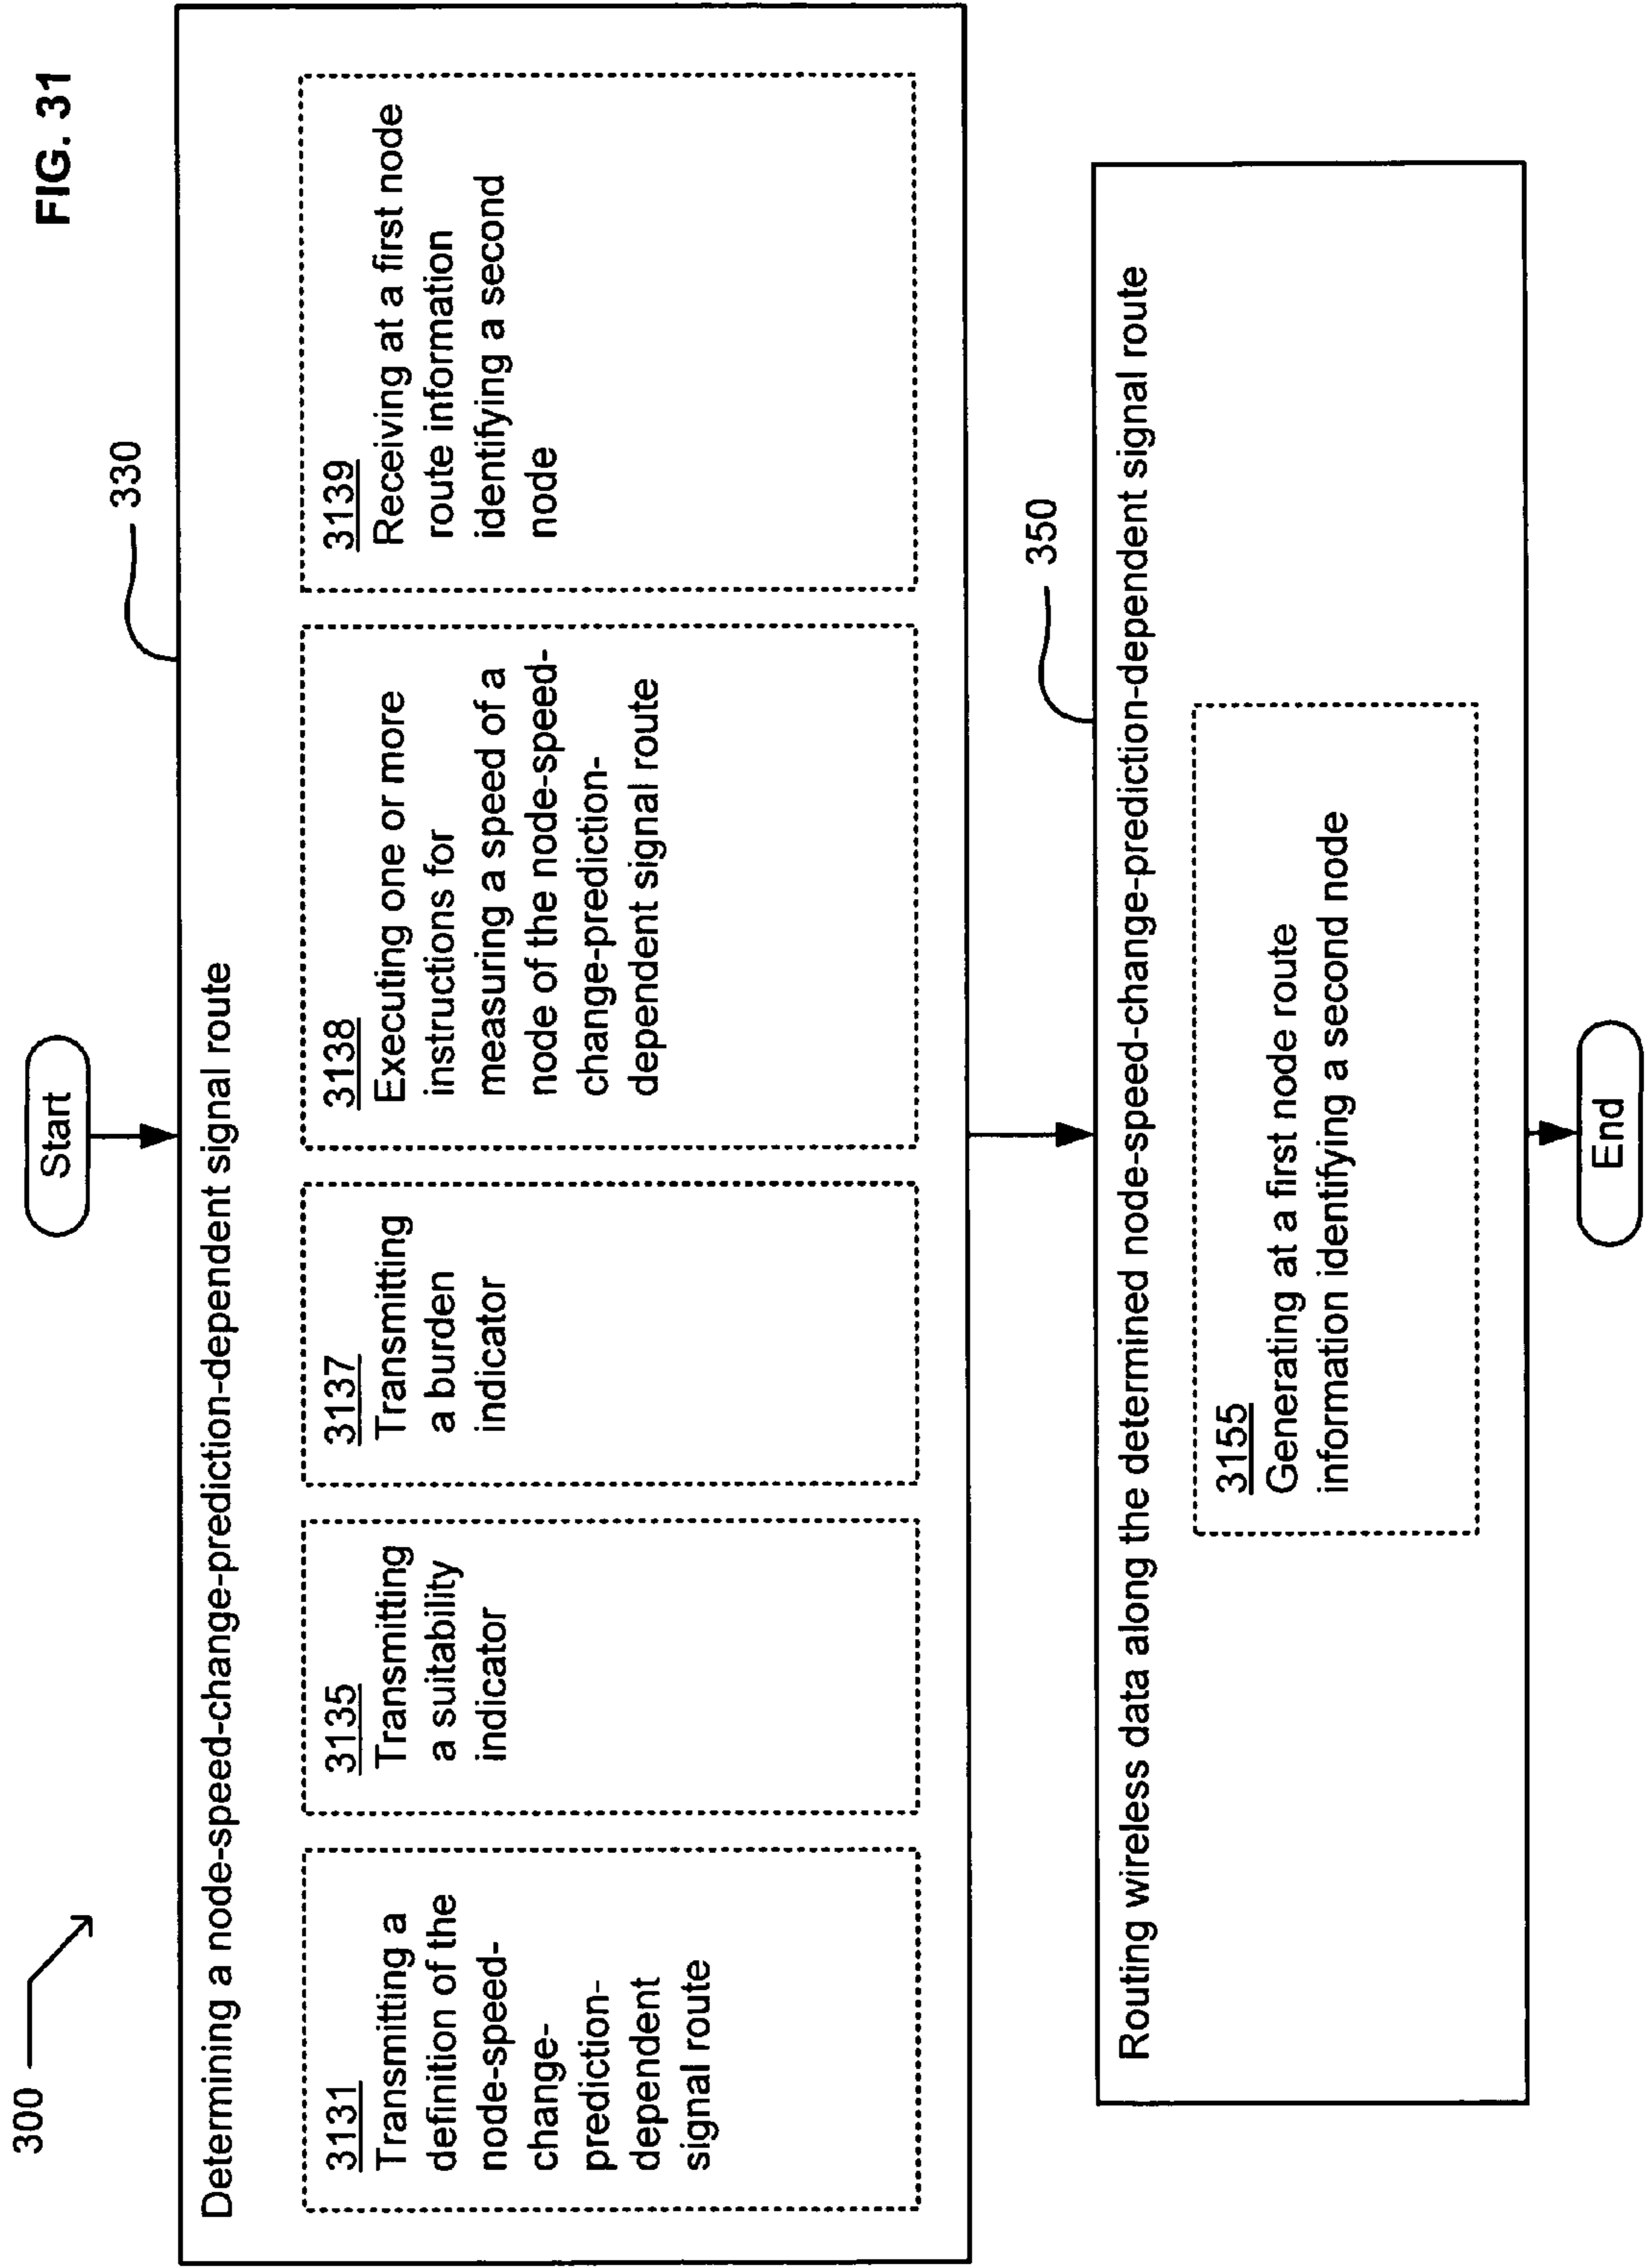 FIG. 31
300
Start
330
Determining a node-speed-change-prediction-dependent signal route
3131
Transmitting a
definition of the
node-speed-
change-
prediction-
dependent
signal route
3135
Transmitting
a suitability
indicator
3137
Transmitting
a burden
indicator
3138
Executing one or more
instructions for
measuring a speed of a
node of the node-speed-
change-prediction-
dependent signal route
3139
Receiving at a first node
route information
identifying a second
node
350
Routing wireless data along the determined node-speed-change-prediction-dependent signal route
3155
Generating at a first node route
information identifying a second node
End